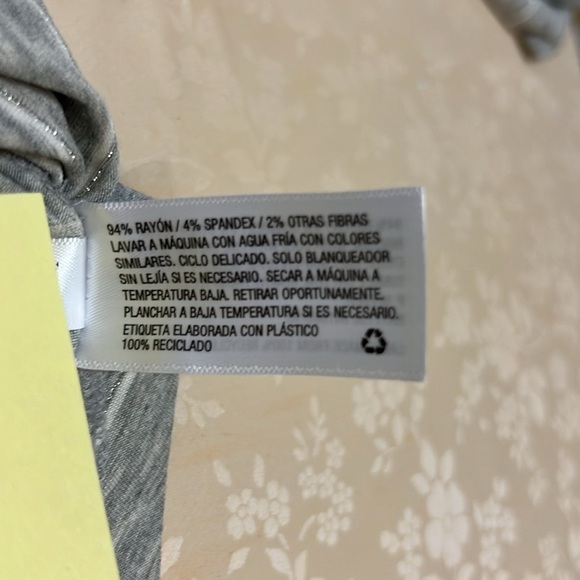 94% RAYÓN / 4% SPANDEX / 2% OTRAS FIBRAS
LAVAR A MÁQUINA CON AGUA FRÍA CON COLORES
SIMILARES. CICLO DELICADO. SOLO BLANQUEADOR
SIN LEJÍA SI ES NECESARIO. SECAR A MÁQUINA A
TEMPERATURA BAJA. RETIRAR OPORTUNAMENTE.
PLANCHAR A BAJA TEMPERATURA SI ES NECESARIO.
ETIQUETA ELABORADA CON PLÁSTICO
100% RECICLADO